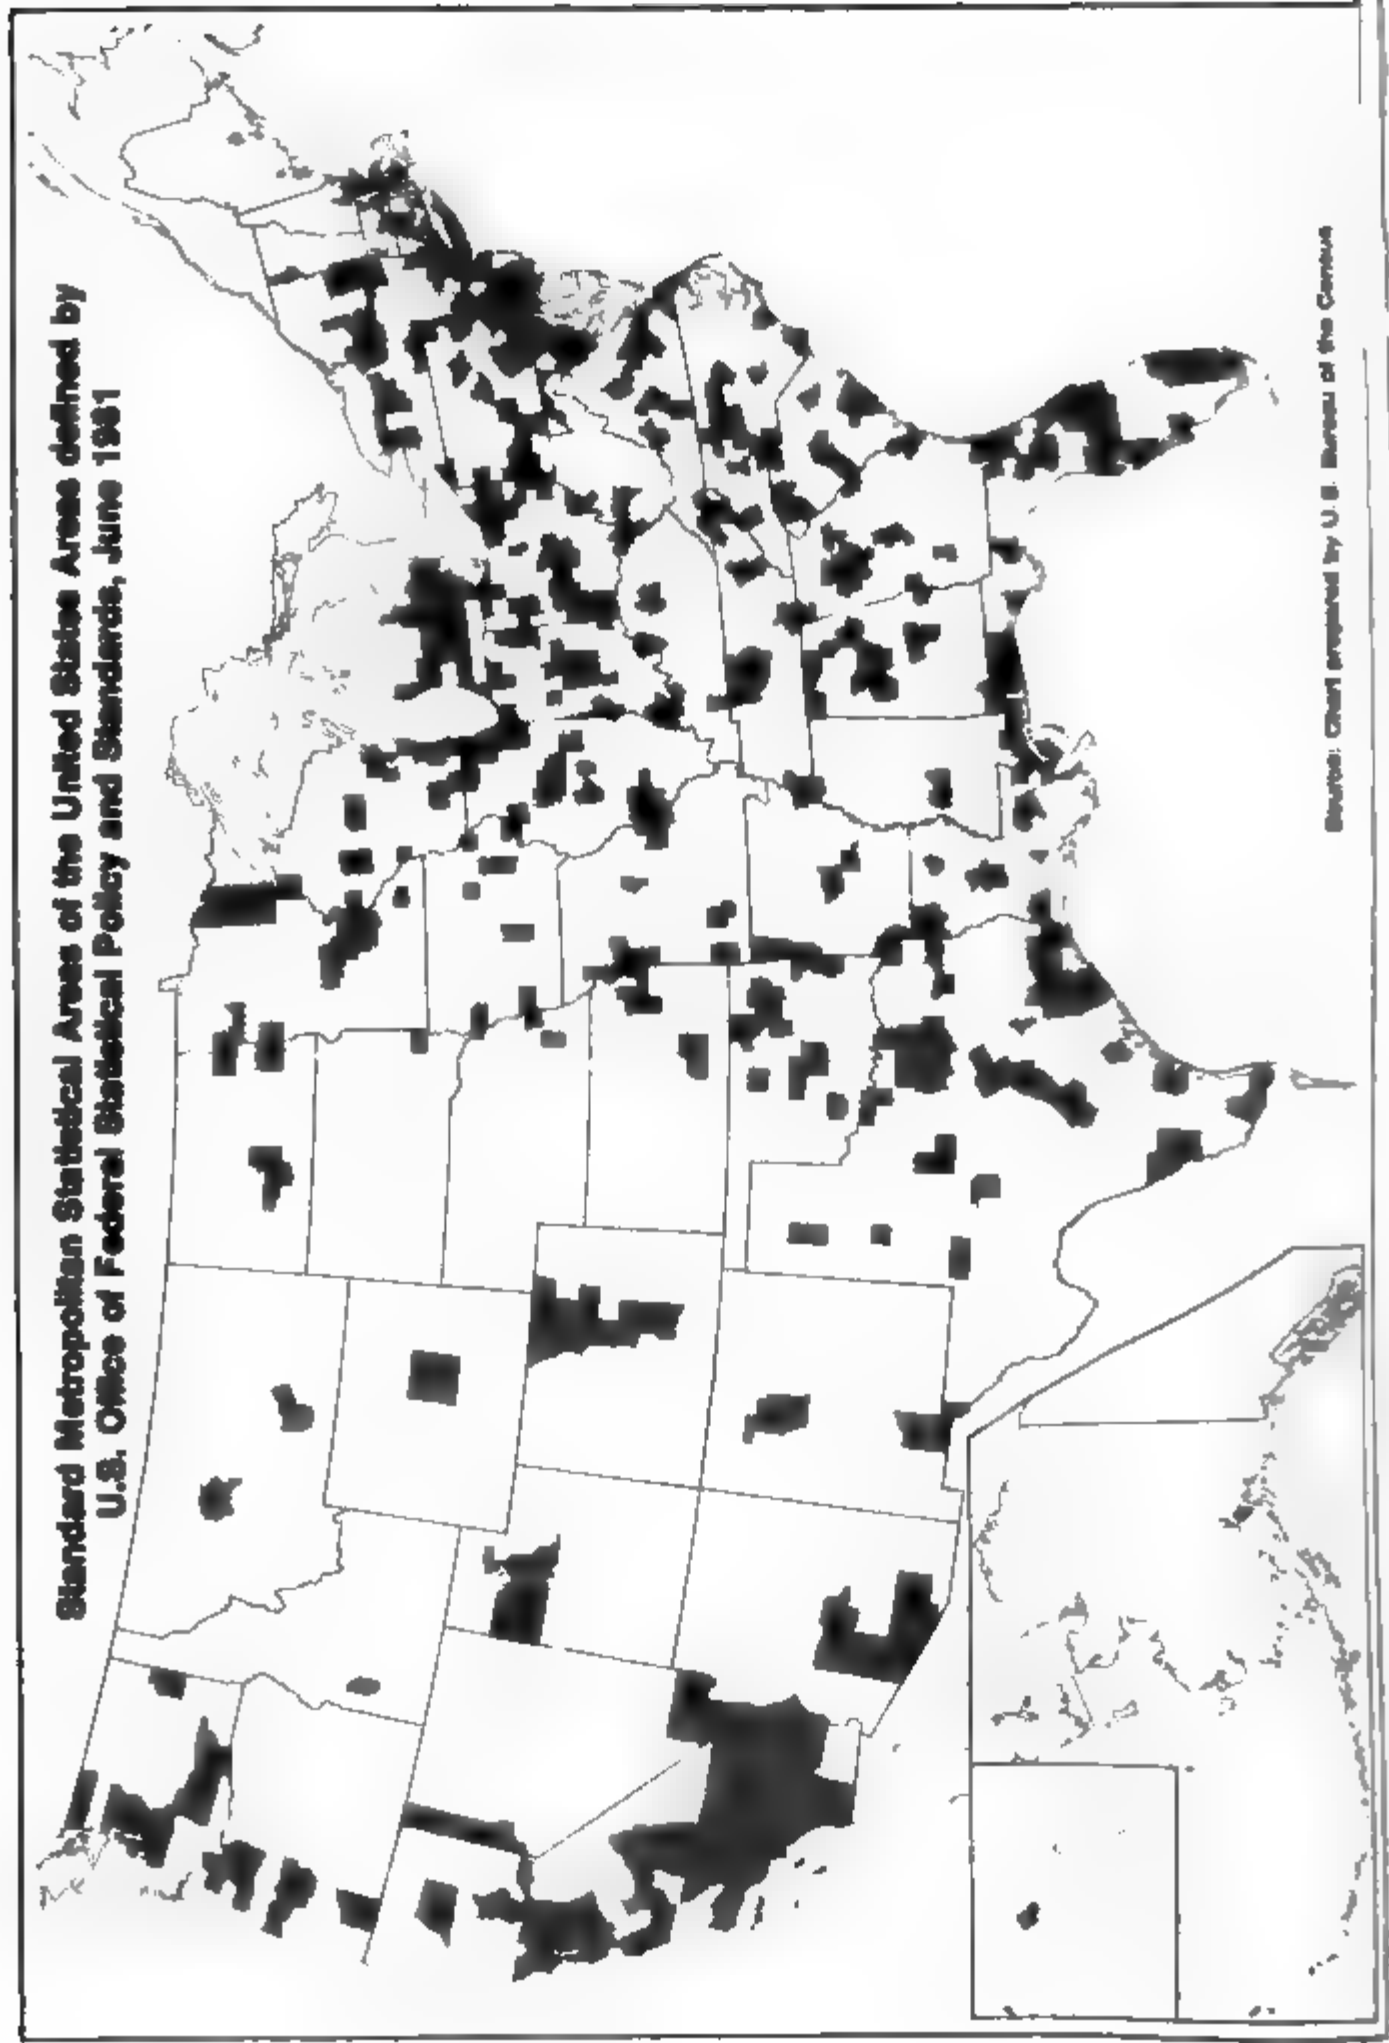 Standard Metropolitan Statistical Areas of the United States Areas defined by
U.S. Office of Federal Statistical Policy and Standards, June 1981
Source: Chart prepared by U.S. Bureau of the Census